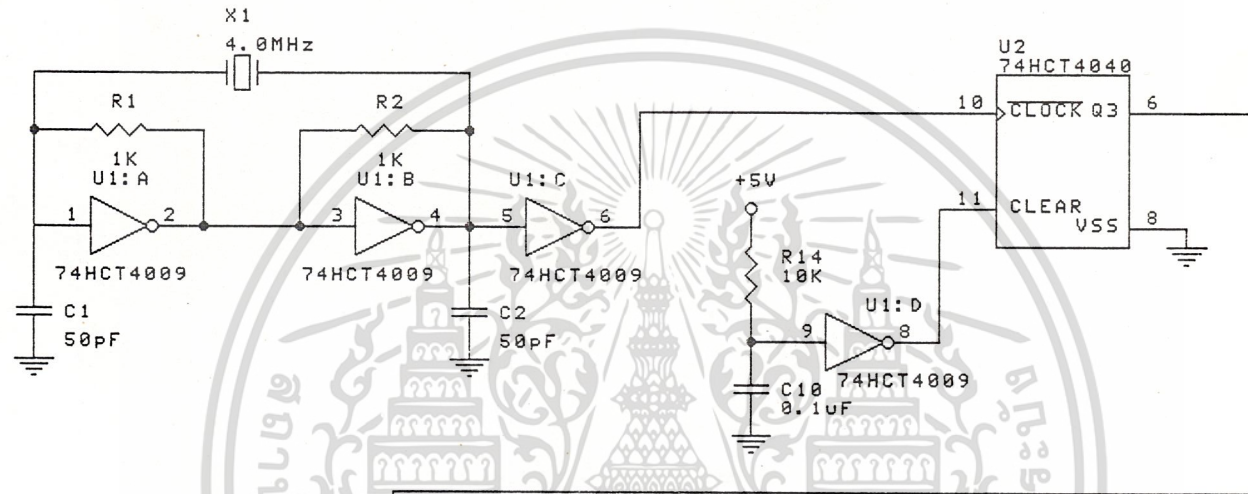 X1
4.0MHz
R1
1K
R2
1K
U1:A
1
2
74HCT4009
U1:B
3
4
74HCT4009
U1:C
5
6
74HCT4009
C1
50pF
C2
50pF
+5V
R14
10K
U1:D
9
8
74HCT4009
C10
0.1uF
U2
74HCT4040
10
CLOCK Q3
6
11
CLEAR
VSS
8